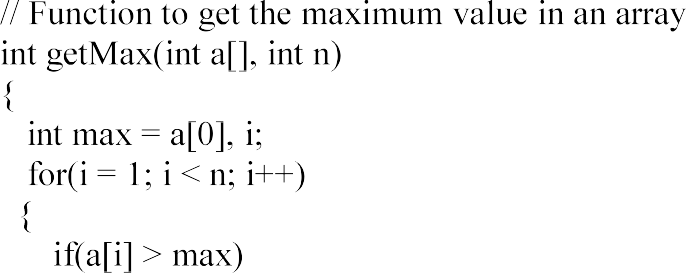 // Function to get the maximum value in an array
int getMax(int a[], int n)
{
int max = a[0], i;
for(i = 1; i < n; i++)
{
if(a[i] > max)